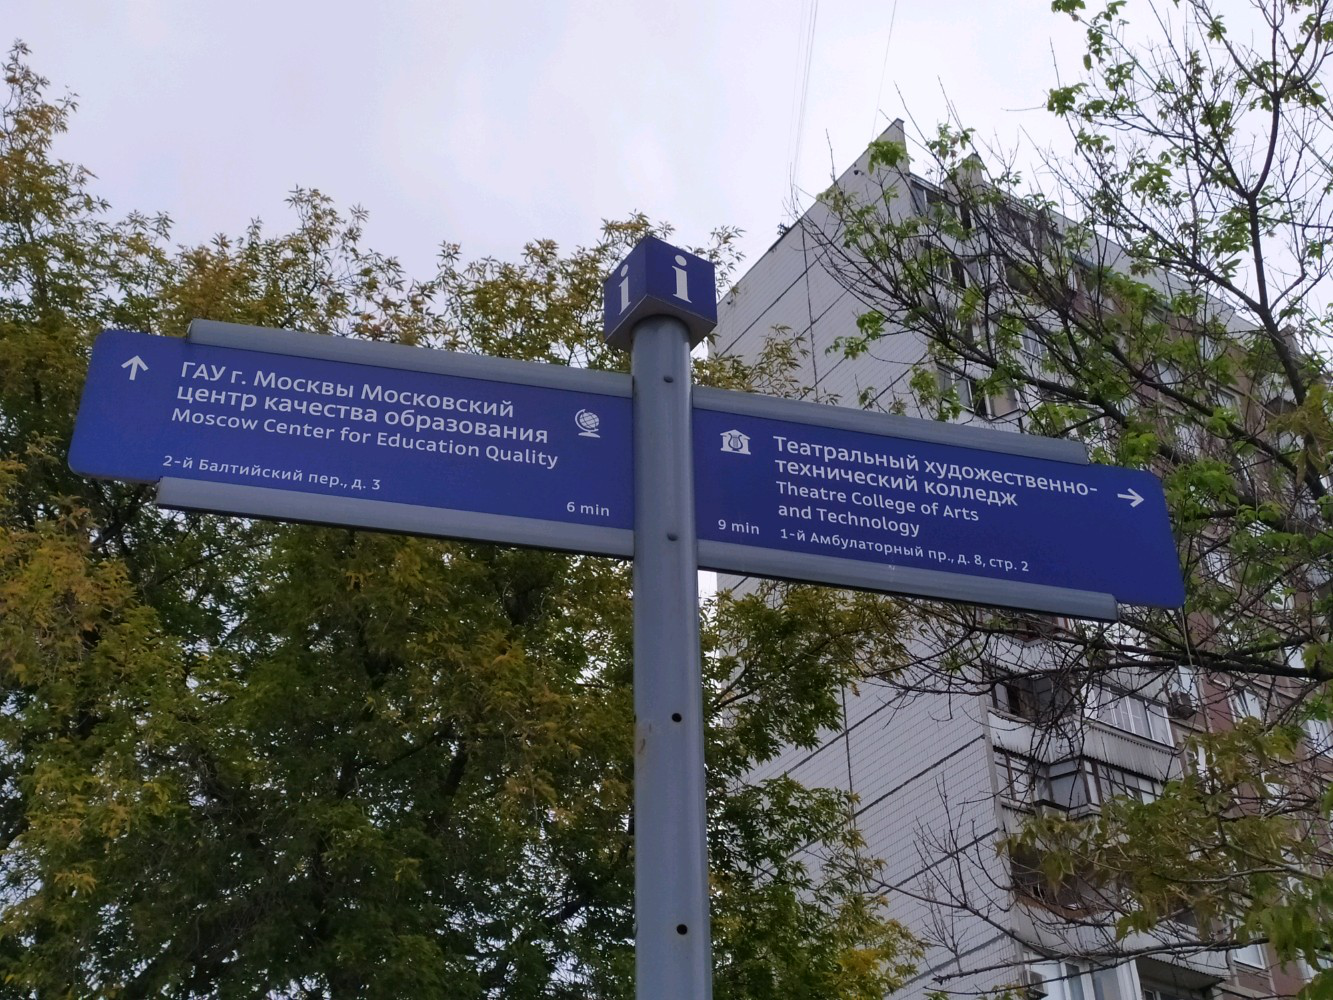 i i
↑ ГАУ г. Москвы Московский
центр качества образования
Moscow Center for Education Quality
2-й Балтийский пер., д. 3
6 min
Театральный художественно-
технический колледж →
Theatre College of Arts
and Technology
9 min 1-й Амбулаторный пр., д. 8, стр. 2